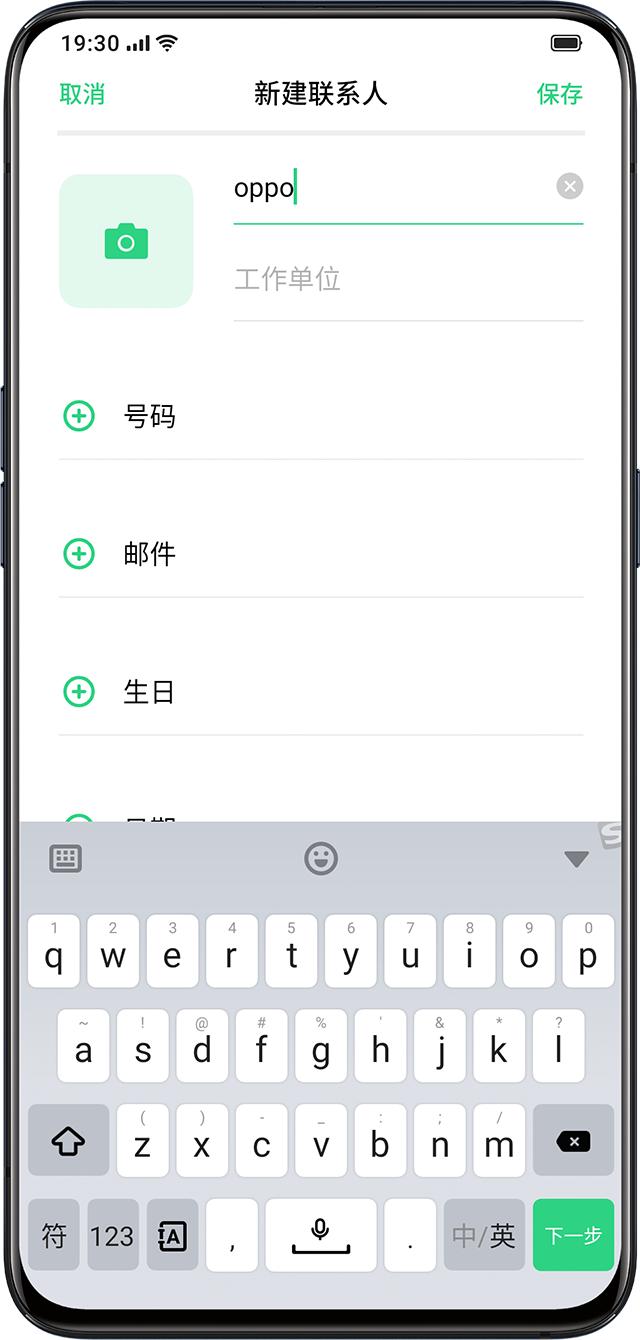 19:30
取消 新建联系人 保存
oppo
工作单位
号码
邮件
生日
1 2 3 4 5 6 7 8 9 0
q w e r t y u i o p
~ ! @ # % ' & * ?
a s d f g h j k l
( ) - _ : ; /
z x c v b n m
符 123 A , . 中/英 下一步